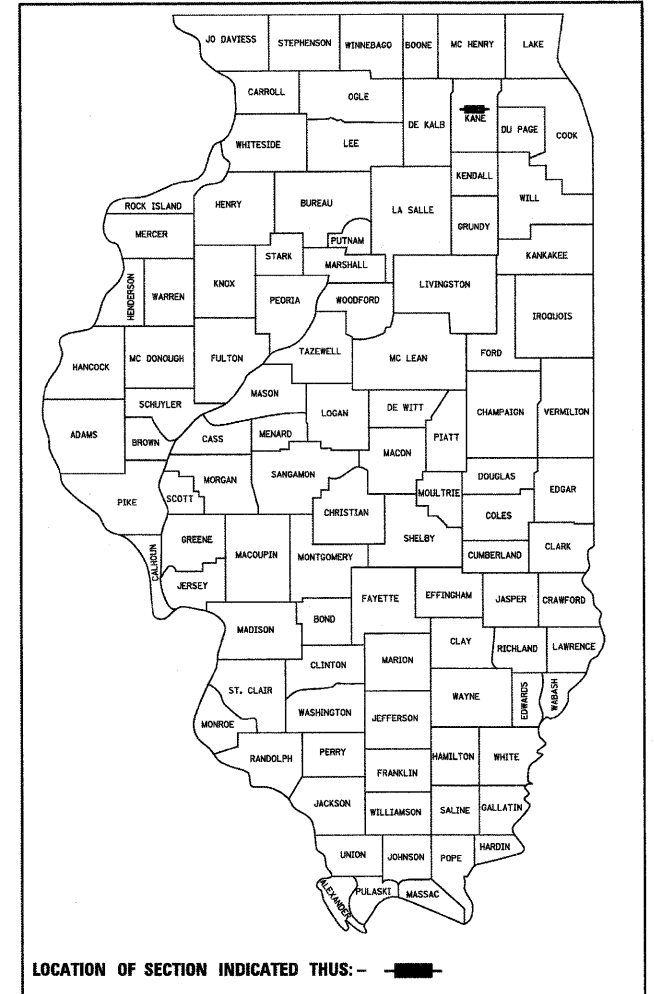 JO DAVIESS
STEPHENSON
WINNEBAGO
BOONE
MC HENRY
LAKE
CARROLL
OGLE
DE KALB
KANE
DU PAGE
COOK
WHITESIDE
LEE
KENDALL
WILL
ROCK ISLAND
HENRY
BUREAU
LA SALLE
GRUNDY
MERCER
PUTNAM
STARK
MARSHALL
KANKAKEE
HENDERSON
WARREN
KNOX
PEORIA
WOODFORD
LIVINGSTON
IROQUOIS
HANCOCK
MC DONOUGH
FULTON
TAZEWELL
MC LEAN
FORD
MASON
SCHUYLER
LOGAN
DE WITT
CHAMPAIGN
VERMILION
ADAMS
BROWN
CASS
MENARD
PIATT
MACON
SANGAMON
MORGAN
SCOTT
PIKE
CHRISTIAN
MOULTRIE
DOUGLAS
EDGAR
COLES
CALHOUN
GREENE
MACOUPIN
MONTGOMERY
SHELBY
CUMBERLAND
CLARK
JERSEY
FAYETTE
EFFINGHAM
JASPER
CRAWFORD
MADISON
BOND
CLAY
RICHLAND
LAWRENCE
CLINTON
MARION
ST. CLAIR
WAYNE
EDWARDS
WABASH
MONROE
WASHINGTON
JEFFERSON
RANDOLPH
PERRY
HAMILTON
WHITE
FRANKLIN
JACKSON
WILLIAMSON
SALINE
GALLATIN
UNION
JOHNSON
POPE
HARDIN
ALEXANDER
PULASKI
MASSAC
LOCATION OF SECTION INDICATED THUS: -